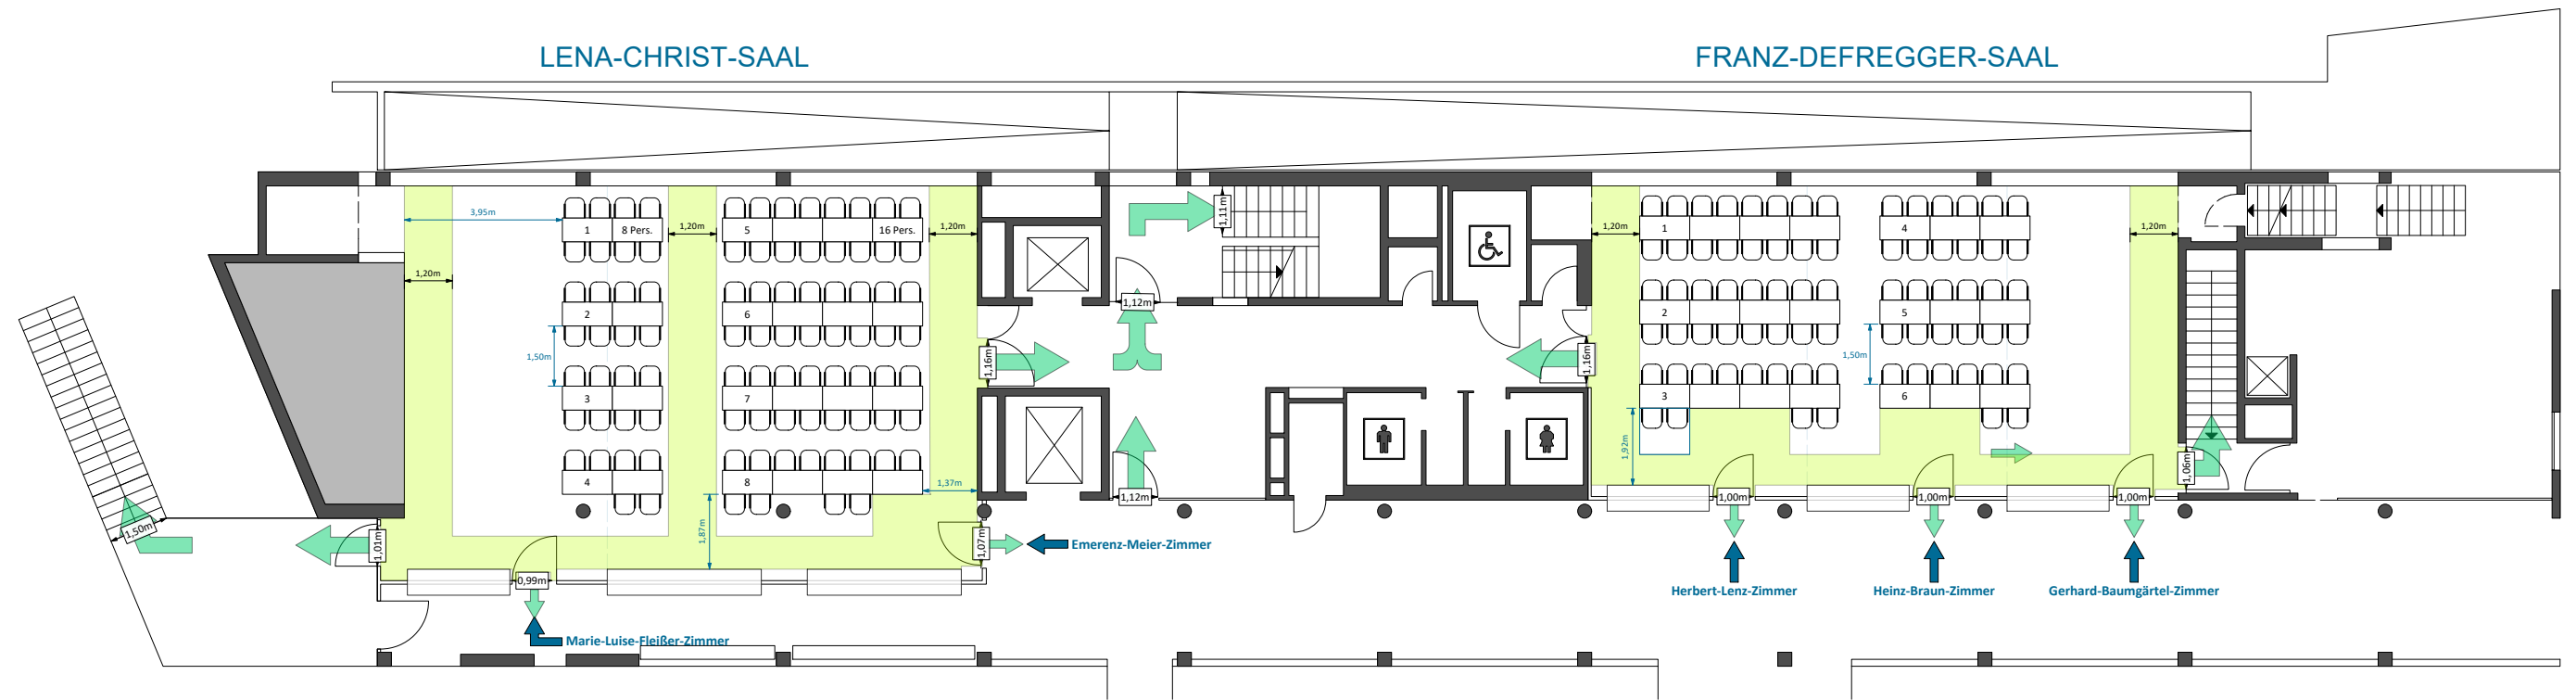 LENA-CHRIST-SAAL
FRANZ-DEFREGGER-SAAL
3,95m
1,20m
1
8 Pers.
1,20m
5
16 Pers.
1,20m
2
6
1,50m
3
7
4
8
1,37m
1,87m
1,50m
1,01m
0,99m
1,07m
Emerenz-Meier-Zimmer
Marie-Luise-Fleißer-Zimmer
1,16m
1,12m
1,11m
1,12m
1,16m
1,20m
1
4
1,20m
2
5
1,50m
3
6
1,92m
1,00m
1,00m
1,00m
1,06m
Herbert-Lenz-Zimmer
Heinz-Braun-Zimmer
Gerhard-Baumgärtel-Zimmer